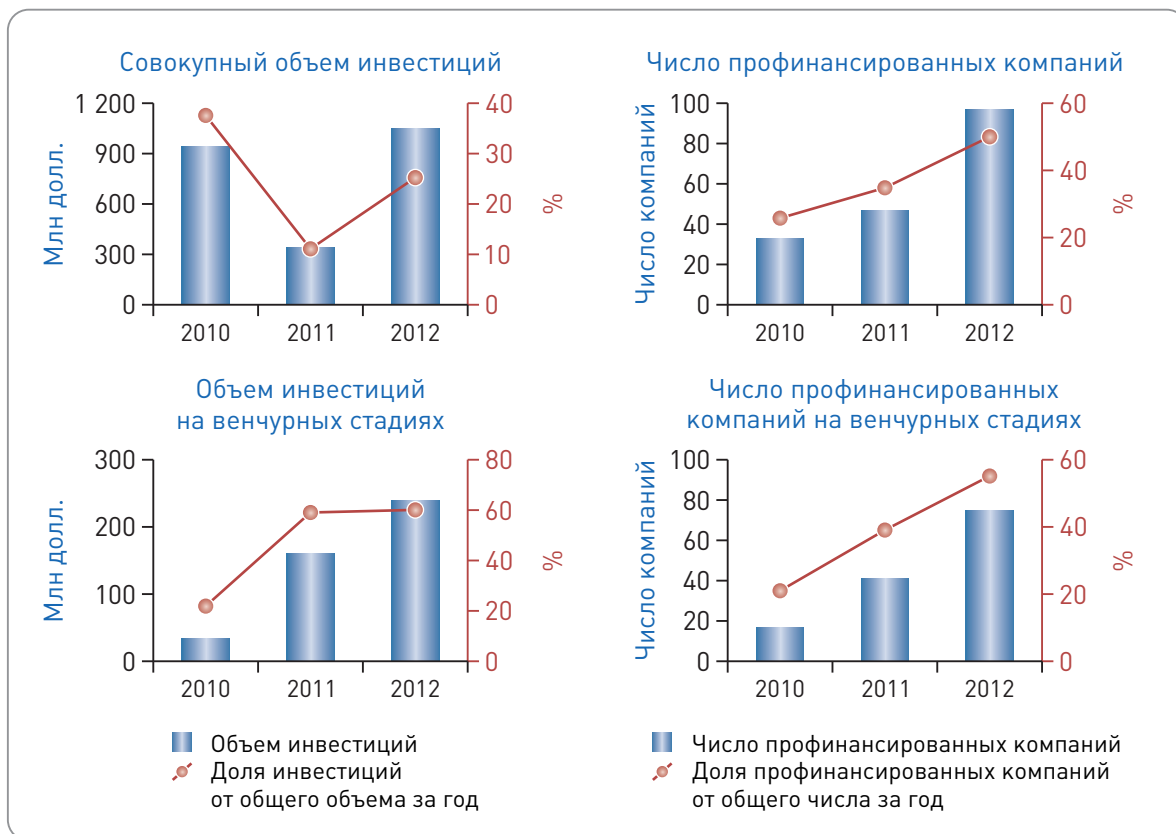 Совокупный объем инвестиций
Млн долл.
1 200
900
600
300
0
40
30
20
10
0
%
2010 2011 2012
Число профинансированных компаний
Число компаний
100
80
60
40
20
0
60
40
20
0
%
2010 2011 2012
Объем инвестиций
на венчурных стадиях
Млн долл.
300
200
100
0
80
60
40
20
0
%
2010 2011 2012
Число профинансированных
компаний на венчурных стадиях
Число компаний
100
80
60
40
20
0
60
40
20
0
%
2010 2011 2012
Объем инвестиций
Доля инвестиций
от общего объема за год
Число профинансированных компаний
Доля профинансированных компаний
от общего числа за год